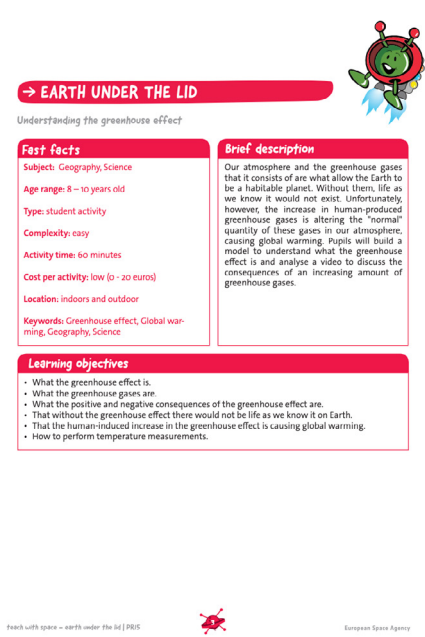 → EARTH UNDER THE LID
Understanding the greenhouse effect
Fast facts
Subject: Geography, Science
Age range: 8 – 10 years old
Type: student activity
Complexity: easy
Activity time: 60 minutes
Cost per activity: low (0 - 20 euros)
Location: indoors and outdoor
Keywords: Greenhouse effect, Global war-
ming, Geography, Science
Brief description
Our atmosphere and the greenhouse gases
that it consists of are what allow the Earth to
be a habitable planet. Without them, life as
we know it would not exist. Unfortunately,
however, the increase in human-produced
greenhouse gases is altering the "normal"
quantity of these gases in our atmosphere,
causing global warming. Pupils will build a
model to understand what the greenhouse
effect is and analyse a video to discuss the
consequences of an increasing amount of
greenhouse gases.
Learning objectives
• What the greenhouse effect is.
• What the greenhouse gases are.
• What the positive and negative consequences of the greenhouse effect are.
• That without the greenhouse effect there would not be life as we know it on Earth.
• That the human-induced increase in the greenhouse effect is causing global warming.
• How to perform temperature measurements.
teach with space – earth under the lid | PR15
3
European Space Agency